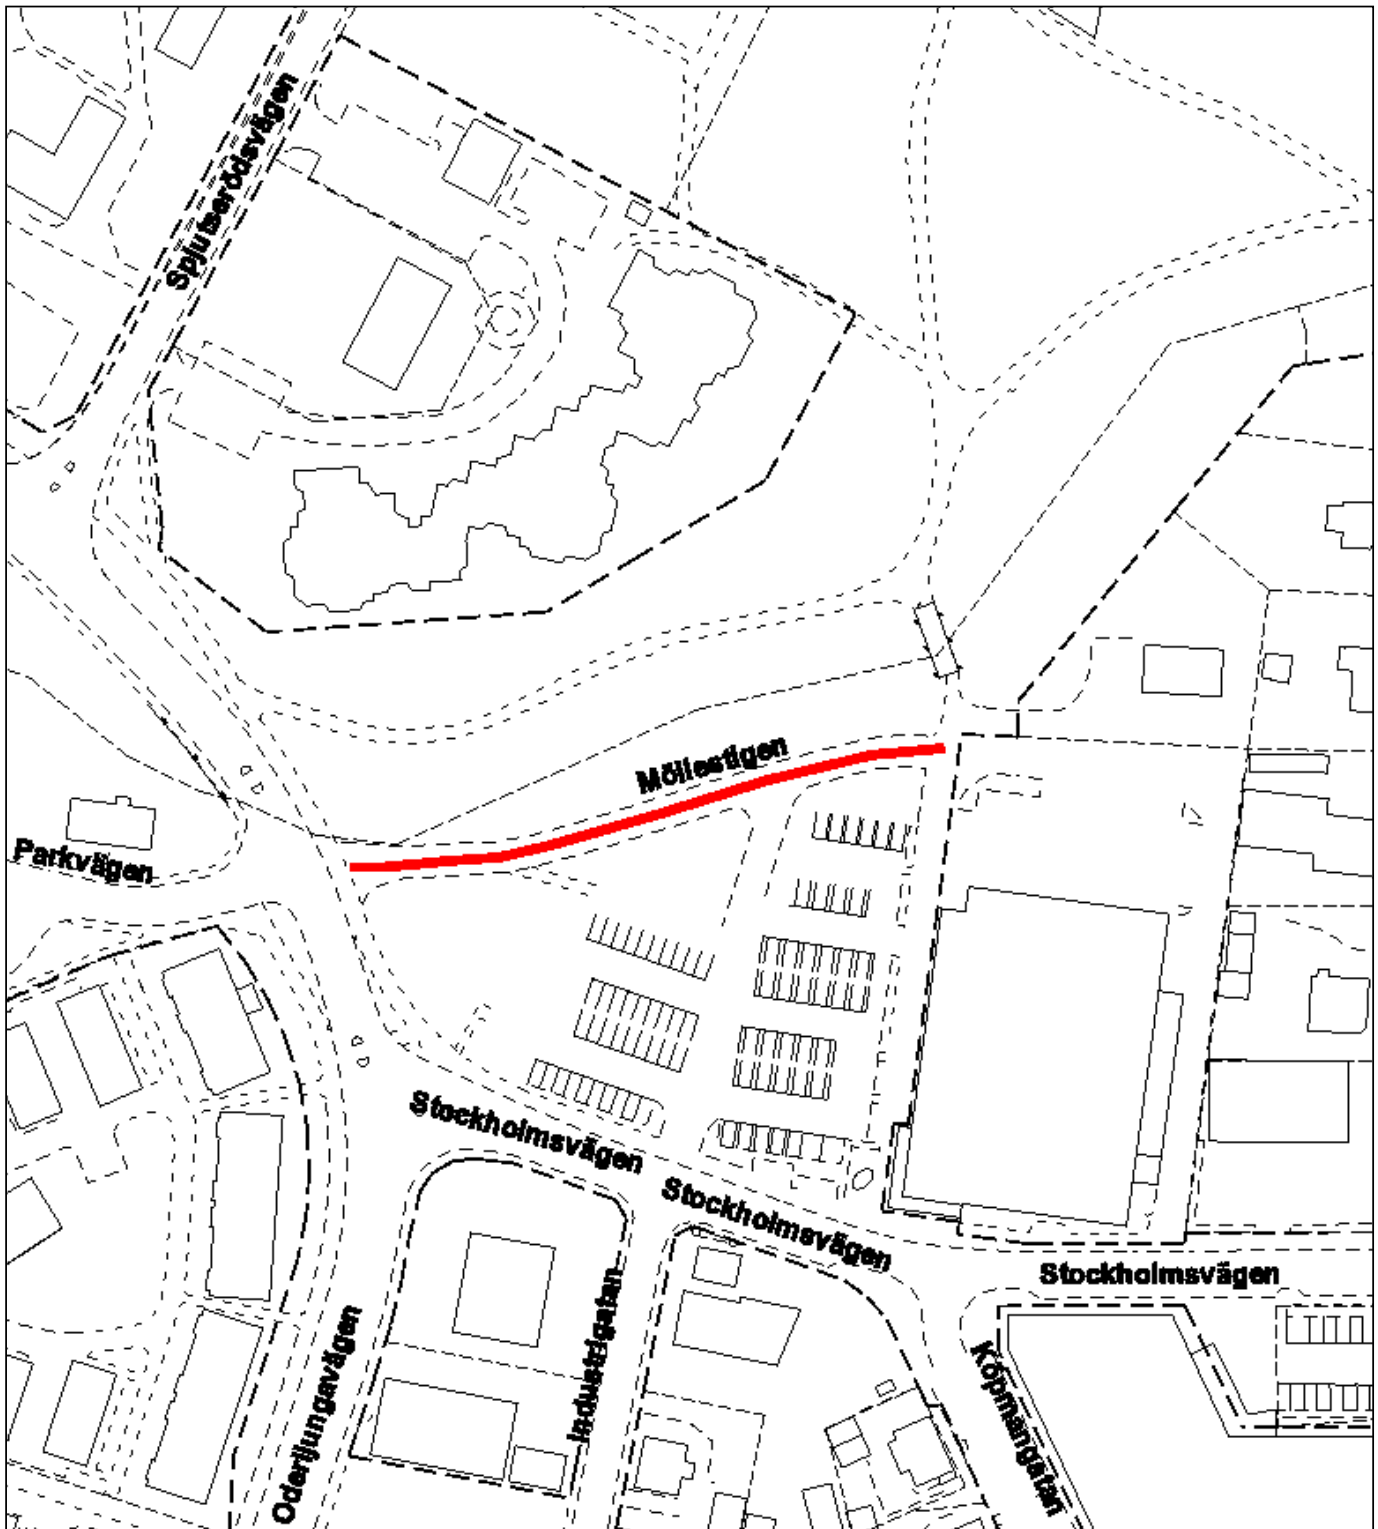 Spjutserödsvägen
Möllestigen
Parkvägen
Stockholmsvägen
Stockholmsvägen
Stockholmsvägen
Industrigatan
Oderljungavägen
Köpmangatan